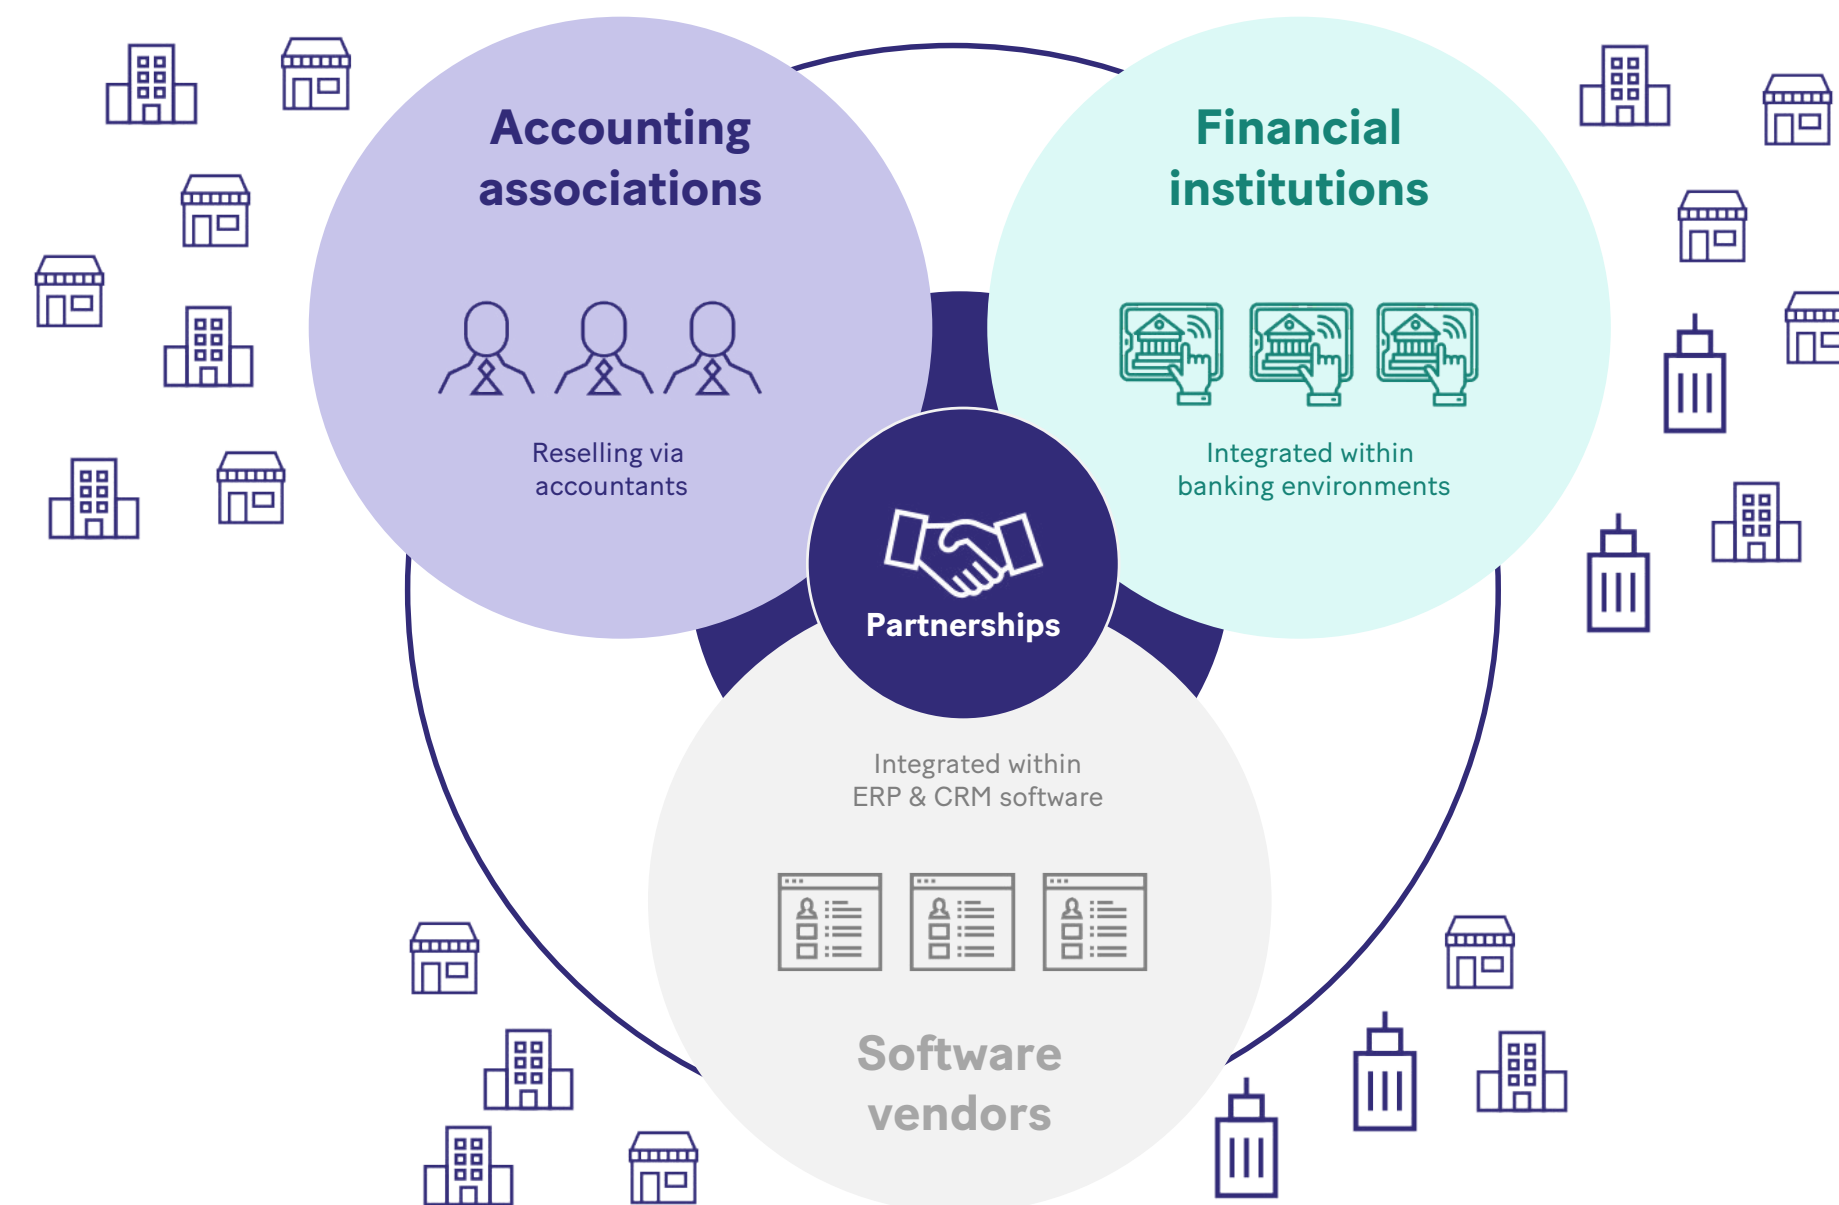 Accounting
associations
Reselling via
accountants
Financial
institutions
Integrated within
banking environments
Partnerships
Integrated within
ERP & CRM software
Software
vendors